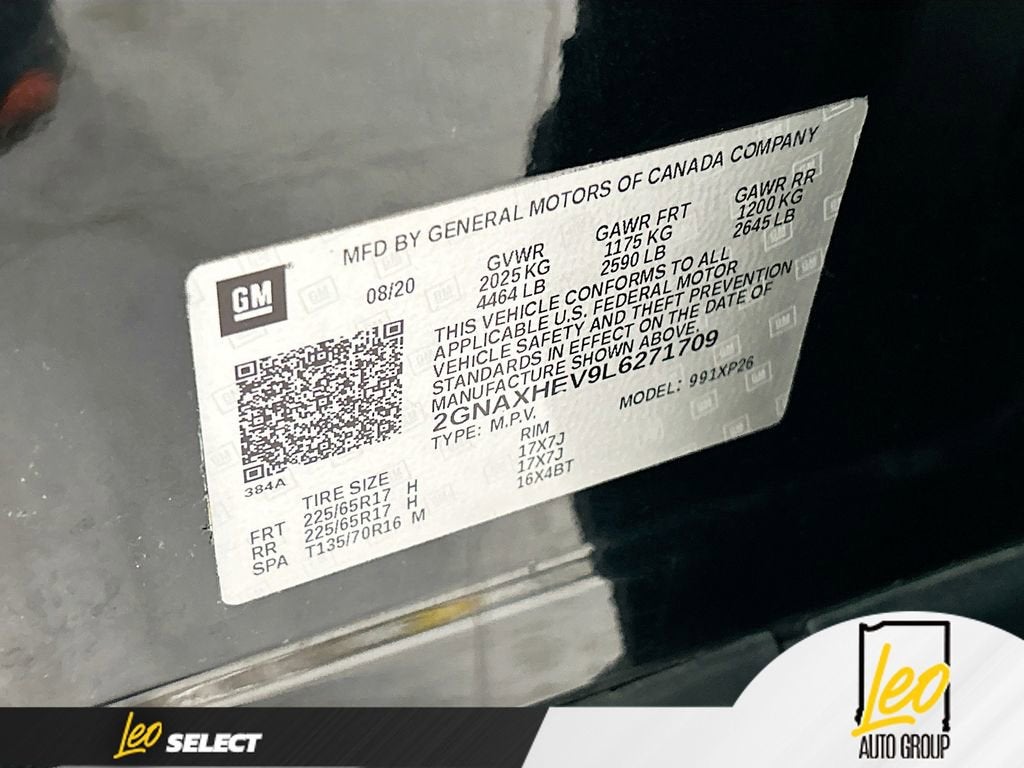 MFD BY GENERAL MOTORS OF CANADA COMPANY
GM
08/20
GVWR
2025 KG
4464 LB
GAWR FRT
1175 KG
2590 LB
GAWR RR
1200 KG
2645 LB
THIS VEHICLE CONFORMS TO ALL
APPLICABLE U.S. FEDERAL MOTOR
VEHICLE SAFETY AND THEFT PREVENTION
STANDARDS IN EFFECT ON THE DATE OF
MANUFACTURE SHOWN ABOVE.
2GNAXHEV9L6271709
TYPE: M.P.V.
MODEL: 991XP26
384A
TIRE SIZE RIM
FRT 225/65R17 H 17X7J
RR 225/65R17 H 17X7J
SPA T135/70R16 M 16X4BT
Leo SELECT
Leo
AUTO GROUP